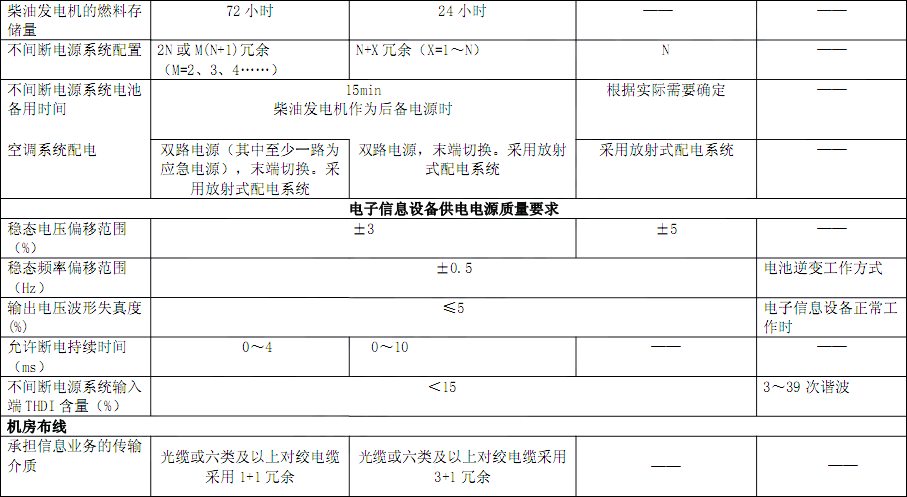 柴油发电机的燃料存
储量
72 小时
24 小时
——
——
不间断电源系统配置
2N 或 M(N+1)冗余
（M=2、3、4……）
N+X 冗余（X=1～N）
N
——
不间断电源系统电池
备用时间
15min
柴油发电机作为后备电源时
根据实际需要确定
——
空调系统配电
双路电源（其中至少一路为
应急电源），末端切换。采
用放射式配电系统
双路电源，末端切换。采用放射
式配电系统
采用放射式配电系统
——
电子信息设备供电电源质量要求
稳态电压偏移范围
（%）
±3
±5
——
稳态频率偏移范围
（Hz）
±0.5
电池逆变工作方式
输出电压波形失真度
(%)
≤5
电子信息设备正常工
作时
允许断电持续时间
（ms）
0～4
0～10
——
——
不间断电源系统输入
端 THDI 含量（%）
＜15
3～39 次谐波
机房布线
承担信息业务的传输
介质
光缆或六类及以上对绞电缆
采用 1+1 冗余
光缆或六类及以上对绞电缆采用
3+1 冗余
——
——